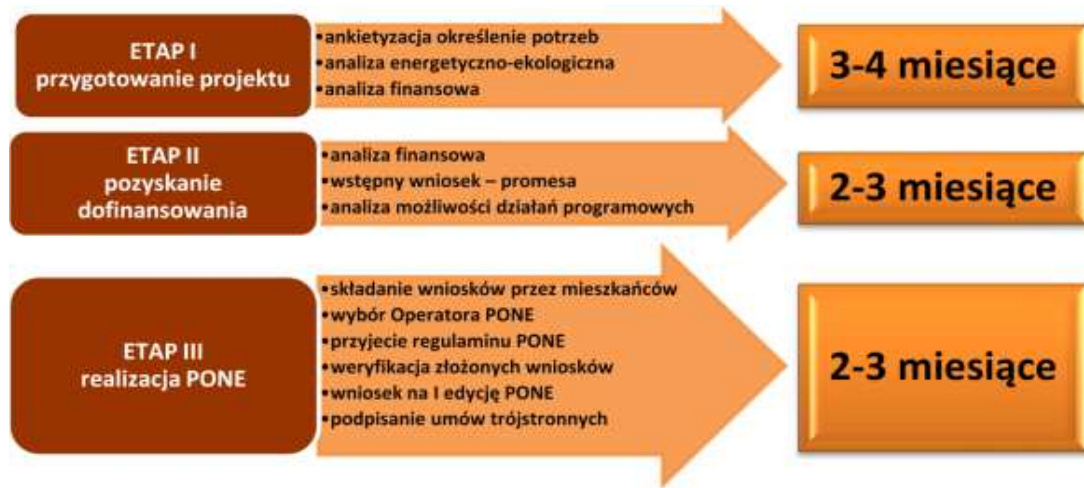 ETAP I
przygotowanie projektu
•ankietyzacja określenie potrzeb
•analiza energetyczno-ekologiczna
•analiza finansowa
3-4 miesiące
ETAP II
pozyskanie
dofinansowania
•analiza finansowa
•wstępny wniosek – promesa
•analiza możliwości działań programowych
2-3 miesiące
ETAP III
realizacja PONE
•składanie wniosków przez mieszkańców
•wybór Operatora PONE
•przyjecie regulaminu PONE
•weryfikacja złożonych wniosków
•wniosek na I edycję PONE
•podpisanie umów trójstronnych
2-3 miesiące